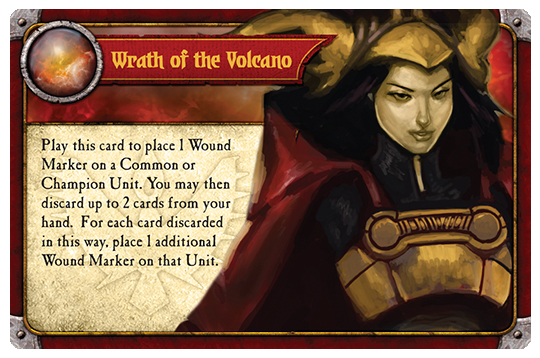 Wrath of the Volcano
Play this card to place 1 Wound
Marker on a Common or
Champion Unit. You may then
discard up to 2 cards from your
hand. For each card discarded
in this way, place 1 additional
Wound Marker on that Unit.